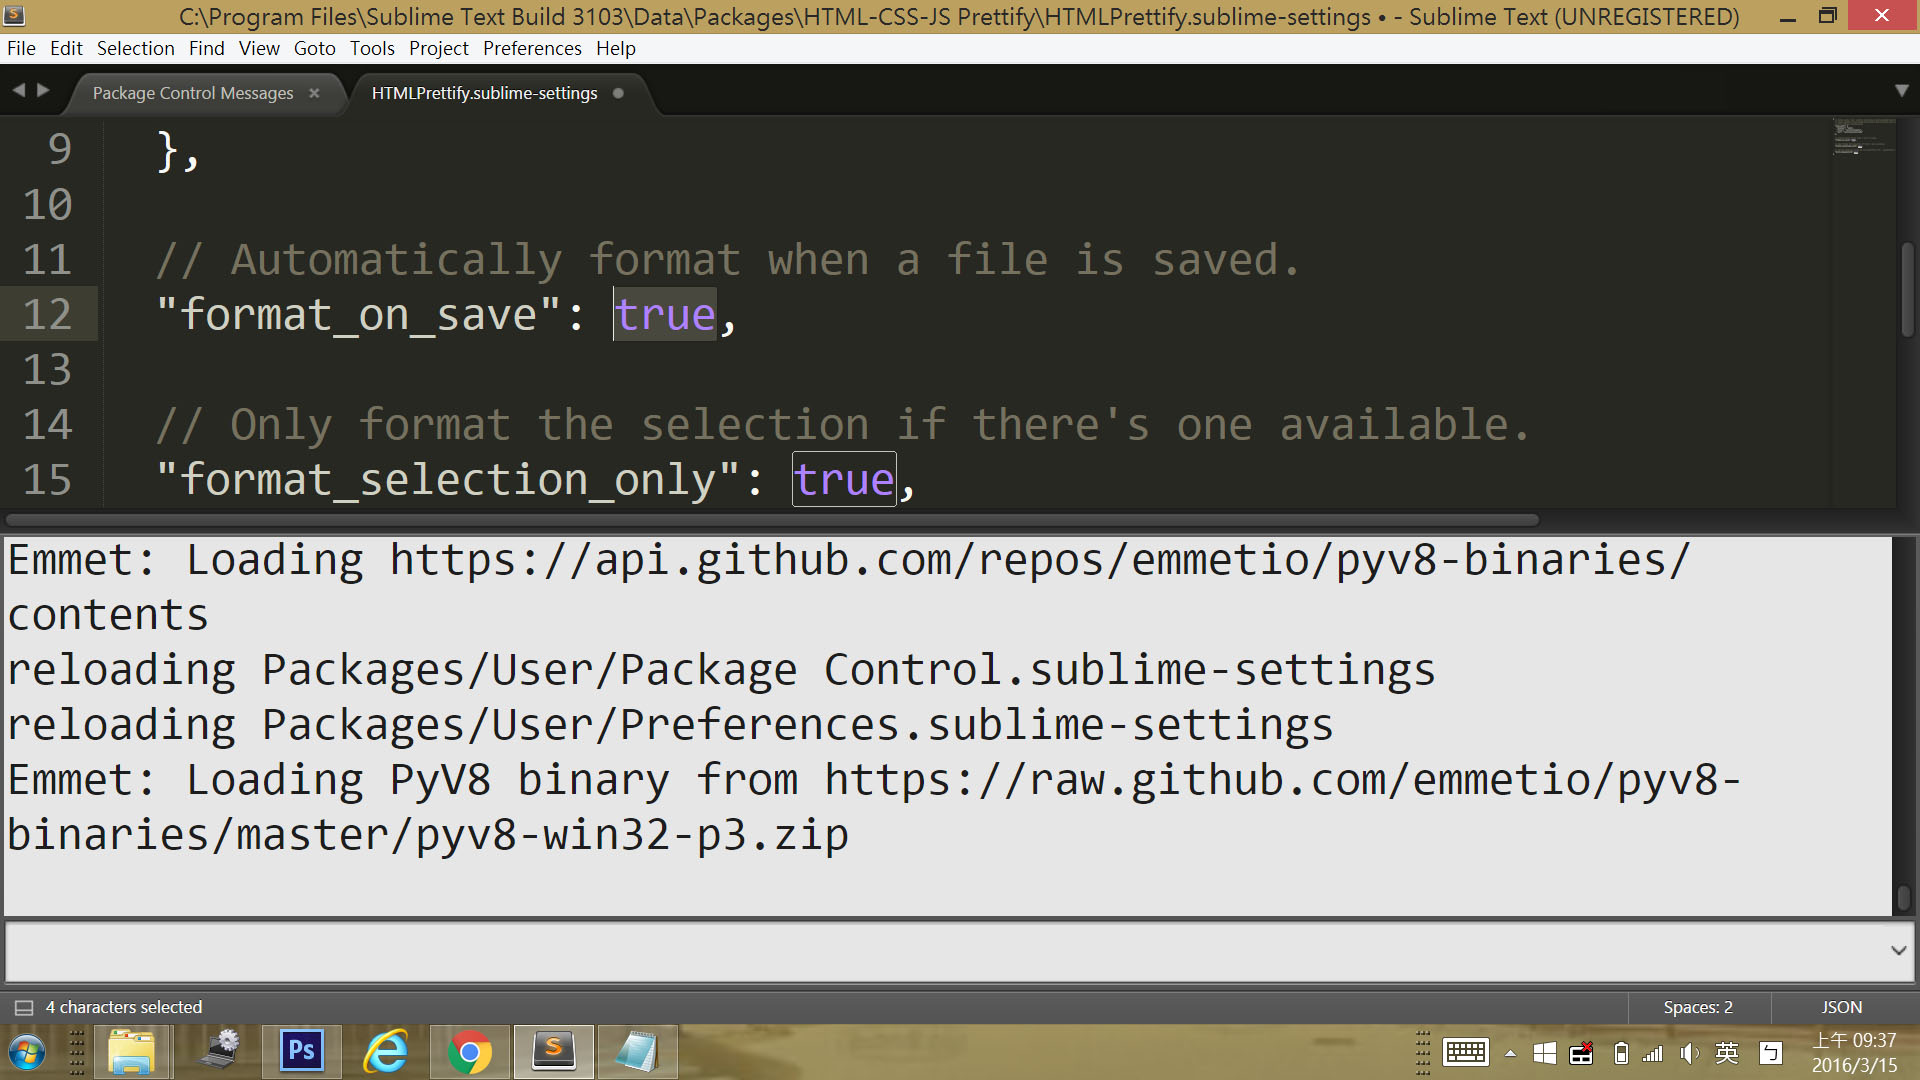 C:\Program Files\Sublime Text Build 3103\Data\Packages\HTML-CSS-JS Prettify\HTMLPrettify.sublime-settings • - Sublime Text (UNREGISTERED)
File Edit Selection Find View Goto Tools Project Preferences Help
Package Control Messages × HTMLPrettify.sublime-settings
9 },
10
11 // Automatically format when a file is saved.
12 "format_on_save": true,
13
14 // Only format the selection if there's one available.
15 "format_selection_only": true,
Emmet: Loading https://api.github.com/repos/emmetio/pyv8-binaries/
contents
reloading Packages/User/Package Control.sublime-settings
reloading Packages/User/Preferences.sublime-settings
Emmet: Loading PyV8 binary from https://raw.github.com/emmetio/pyv8-
binaries/master/pyv8-win32-p3.zip
4 characters selected Spaces: 2 JSON
Ps S 英 ㄅ 上午 09:37
2016/3/15